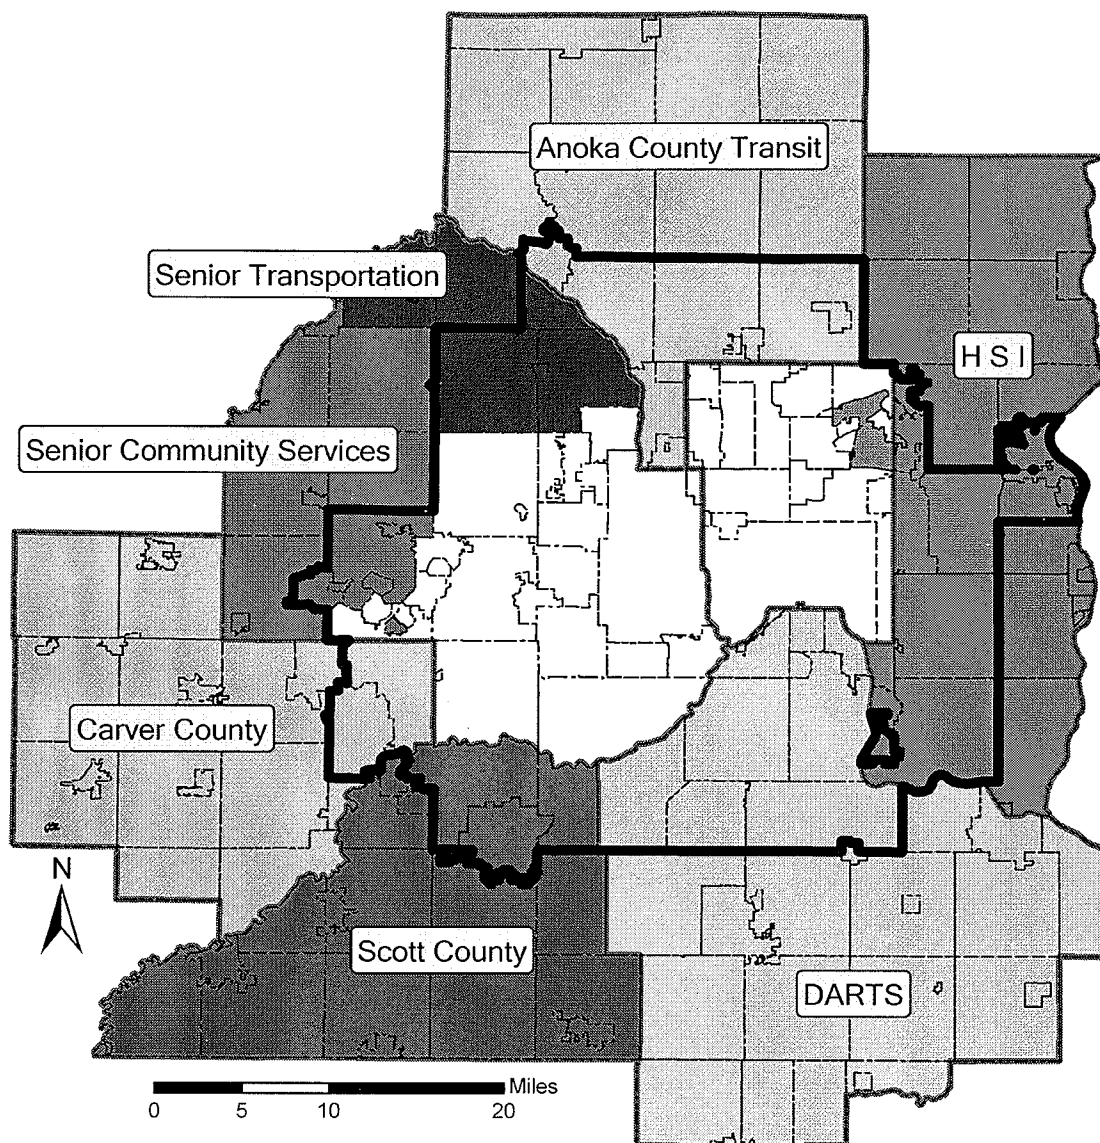 Anoka County Transit
Senior Transportation
H S I
Senior Community Services
Carver County
N
Scott County
DARTS
Miles
0 5 10 20